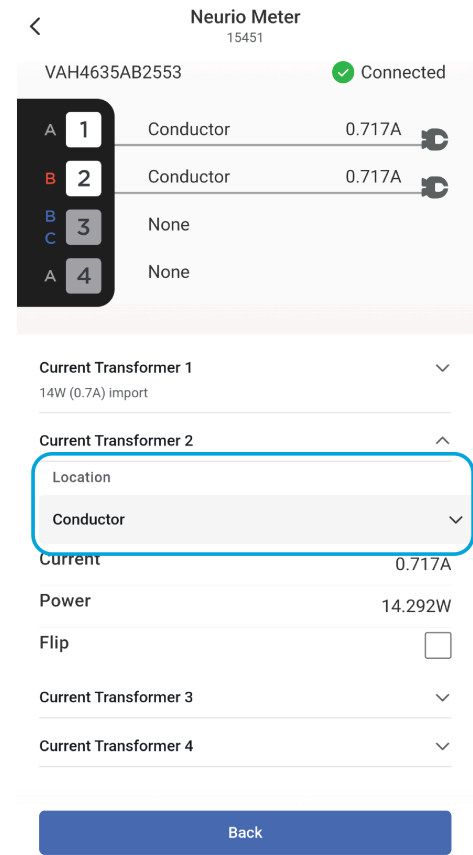 Neurio Meter
15451
VAH4635AB2553 Connected
A 1 Conductor 0.717A
B 2 Conductor 0.717A
B C 3 None
A 4 None
Current Transformer 1
14W (0.7A) import
Current Transformer 2
Location
Conductor
Current 0.717A
Power 14.292W
Flip
Current Transformer 3
Current Transformer 4
Back